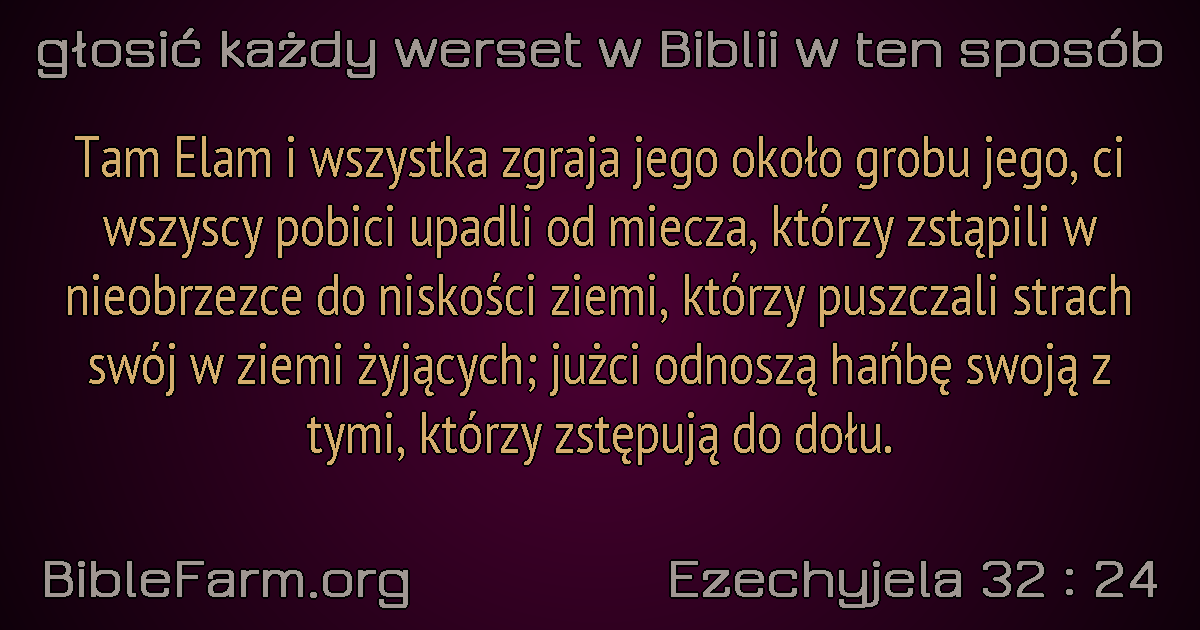 głosić każdy werset w Biblii w ten sposób
Tam Elam i wszystka zgraja jego około grobu jego, ci
wszyscy pobici upadli od miecza, którzy zstąpili w
nieobrzezce do niskości ziemi, którzy puszczali strach
swój w ziemi żyjących; jużci odnoszą hańbę swoją z
tymi, którzy zstępują do dołu.
BibleFarm.org
Ezechyjela 32 : 24